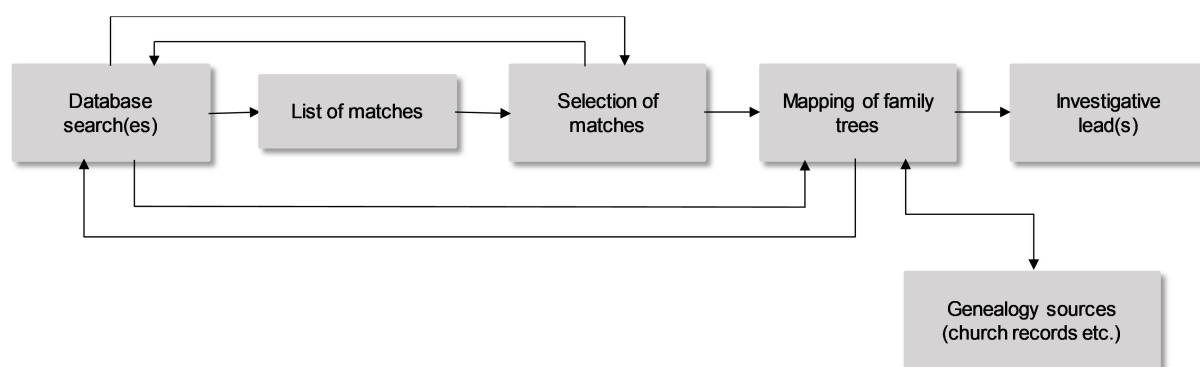 Database
search(es)
List of matches
Selection of
matches
Mapping of family
trees
Investigative
lead(s)
Genealogy sources
(church records etc.)